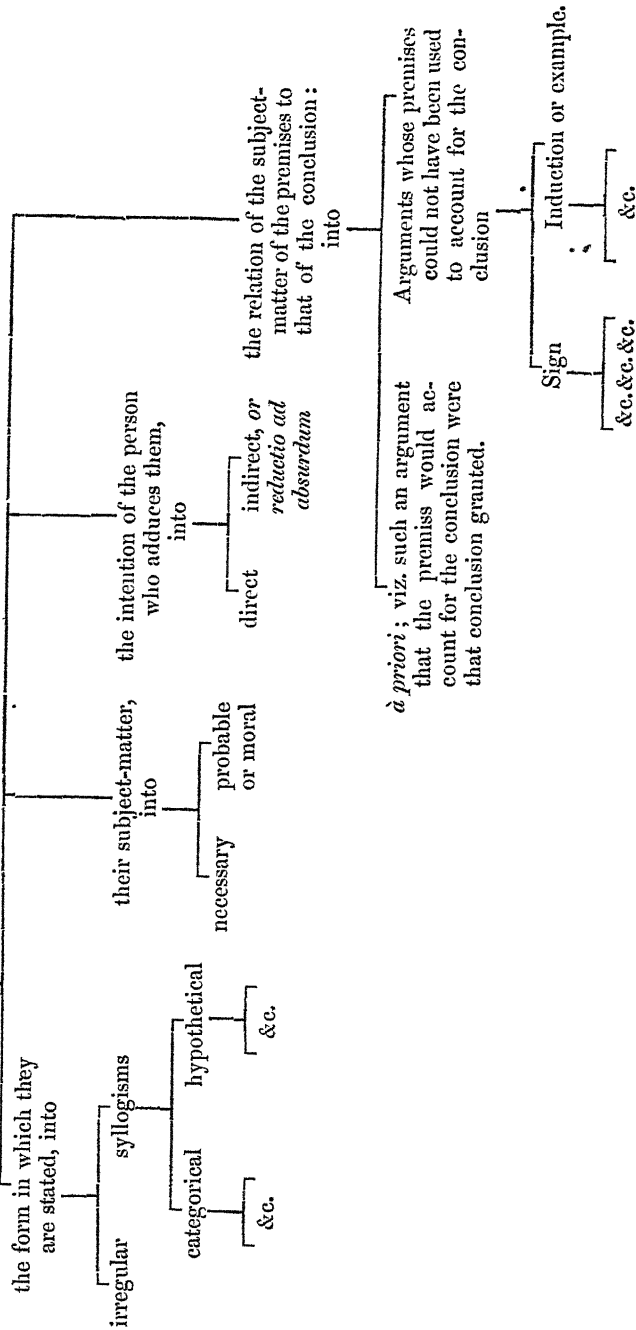 the form in which they
are stated, into
irregular
syllogisms
categorical
&c.
hypothetical
&c.
their subject-matter,
into
necessary
probable
or moral
the intention of the person
who adduces them,
into
direct
indirect, or
reductio ad
absurdum
the relation of the subject-
matter of the premises to
that of the conclusion:
into
à priori; viz. such an argument
that the premiss would ac-
count for the conclusion were
that conclusion granted.
Arguments whose premises
could not have been used
to account for the con-
clusion
Sign
&c. &c. &c.
Induction or example.
&c.